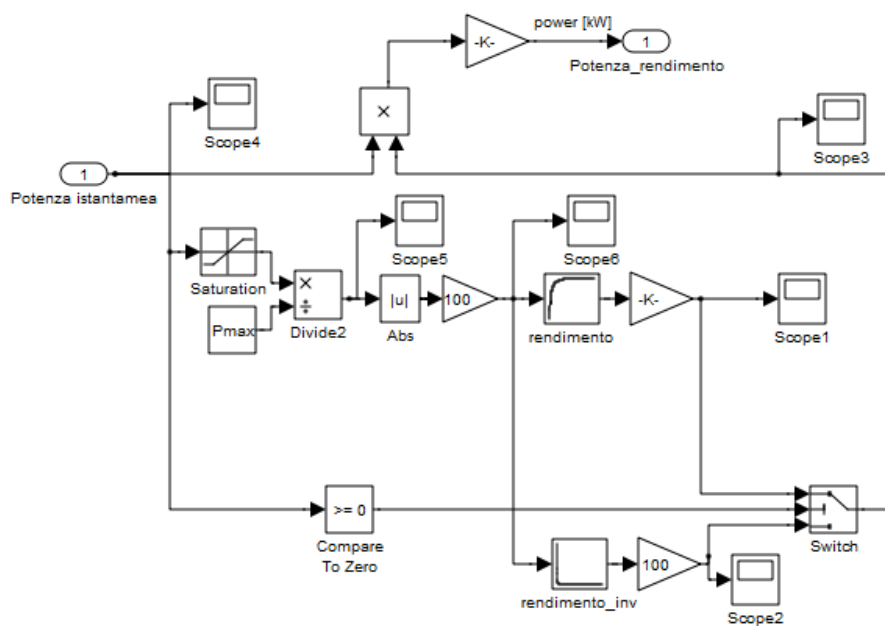 power [kW]
-K-
1
Potenza_rendimento
×
Scope4
Scope3
1
Potenza istantamea
Scope5
Scope6
Saturation
×
÷
Divide2
|u|
Abs
100
rendimento
-K-
Scope1
Pmax
>= 0
Compare
To Zero
Switch
rendimento_inv
100
Scope2